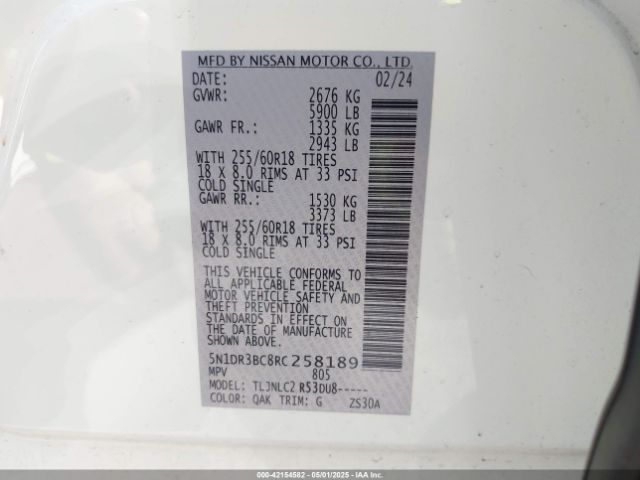 MFD BY NISSAN MOTOR CO., LTD.
DATE: 02/24
GVWR: 2676 KG
5900 LB
GAWR FR.: 1335 KG
2943 LB
WITH 255/60R18 TIRES
18 X 8.0 RIMS AT 33 PSI
COLD SINGLE
GAWR RR.: 1530 KG
3373 LB
WITH 255/60R18 TIRES
18 X 8.0 RIMS AT 33 PSI
COLD SINGLE
THIS VEHICLE CONFORMS TO
ALL APPLICABLE FEDERAL
MOTOR VEHICLE SAFETY AND
THEFT PREVENTION
STANDARDS IN EFFECT ON
THE DATE OF MANUFACTURE
SHOWN ABOVE.
5N1DR3BC8RC258189
MPV 805
MODEL: TLJNLC2 R53DU8-----
COLOR: QAK TRIM: G ZS30A
000-42154582 - 05/01/2025 - IAAI.COM